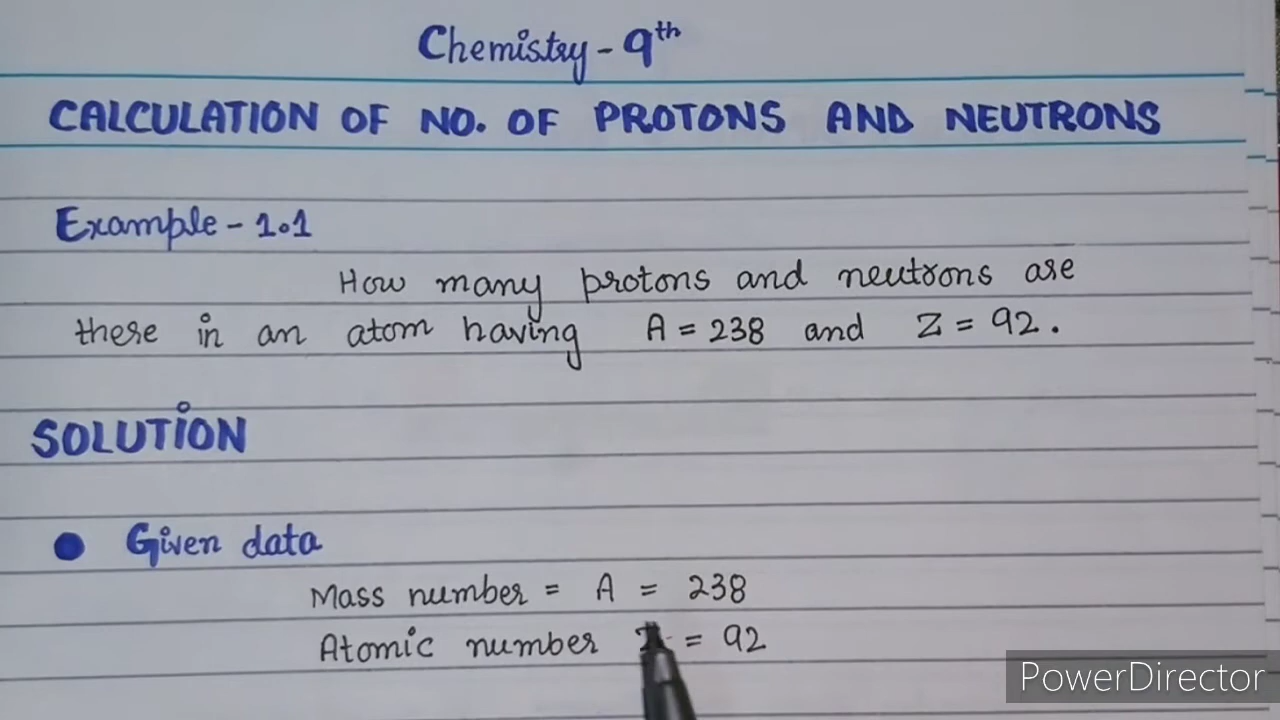 Chemistry - 9th
CALCULATION OF NO. OF PROTONS AND NEUTRONS
Example - 1.1
How many protons and neutrons are
there in an atom having A = 238 and Z = 92.
SOLUTION
Given data
Mass number = A = 238
Atomic number = 92
PowerDirector